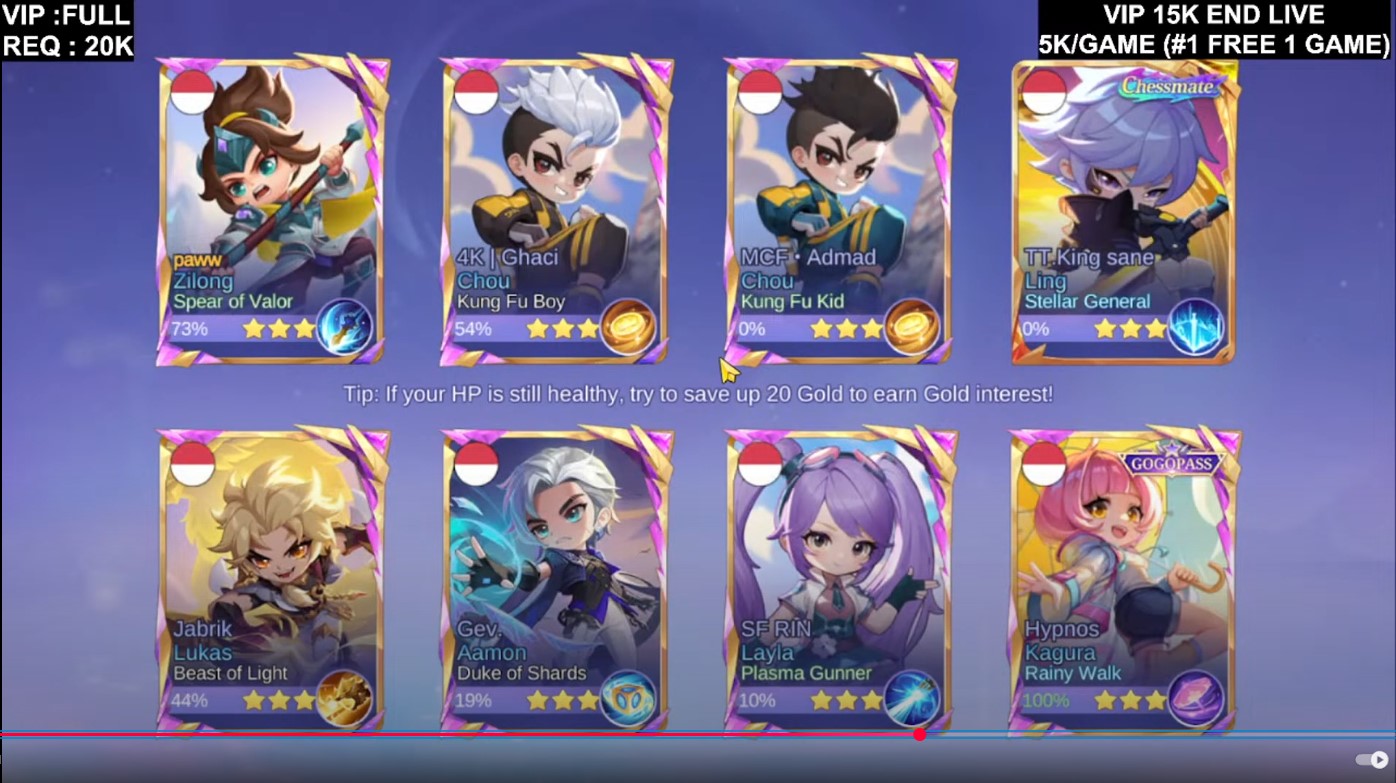 VIP :FULL
REQ : 20K
VIP 15K END LIVE
5K/GAME (#1 FREE 1 GAME)
paww
Zilong
Spear of Valor
73%
4K | Ghaci
Chou
Kung Fu Boy
54%
MCF • Admad
Chou
Kung Fu Kid
0%
Chessmate
TT.King sane
Ling
Stellar General
0%
Tip: If your HP is still healthy, try to save up 20 Gold to earn Gold interest!
Jabrik
Lukas
Beast of Light
44%
Gev.
Aamon
Duke of Shards
19%
SF RIN
Layla
Plasma Gunner
10%
GOGOPASS
Hypnos
Kagura
Rainy Walk
100%